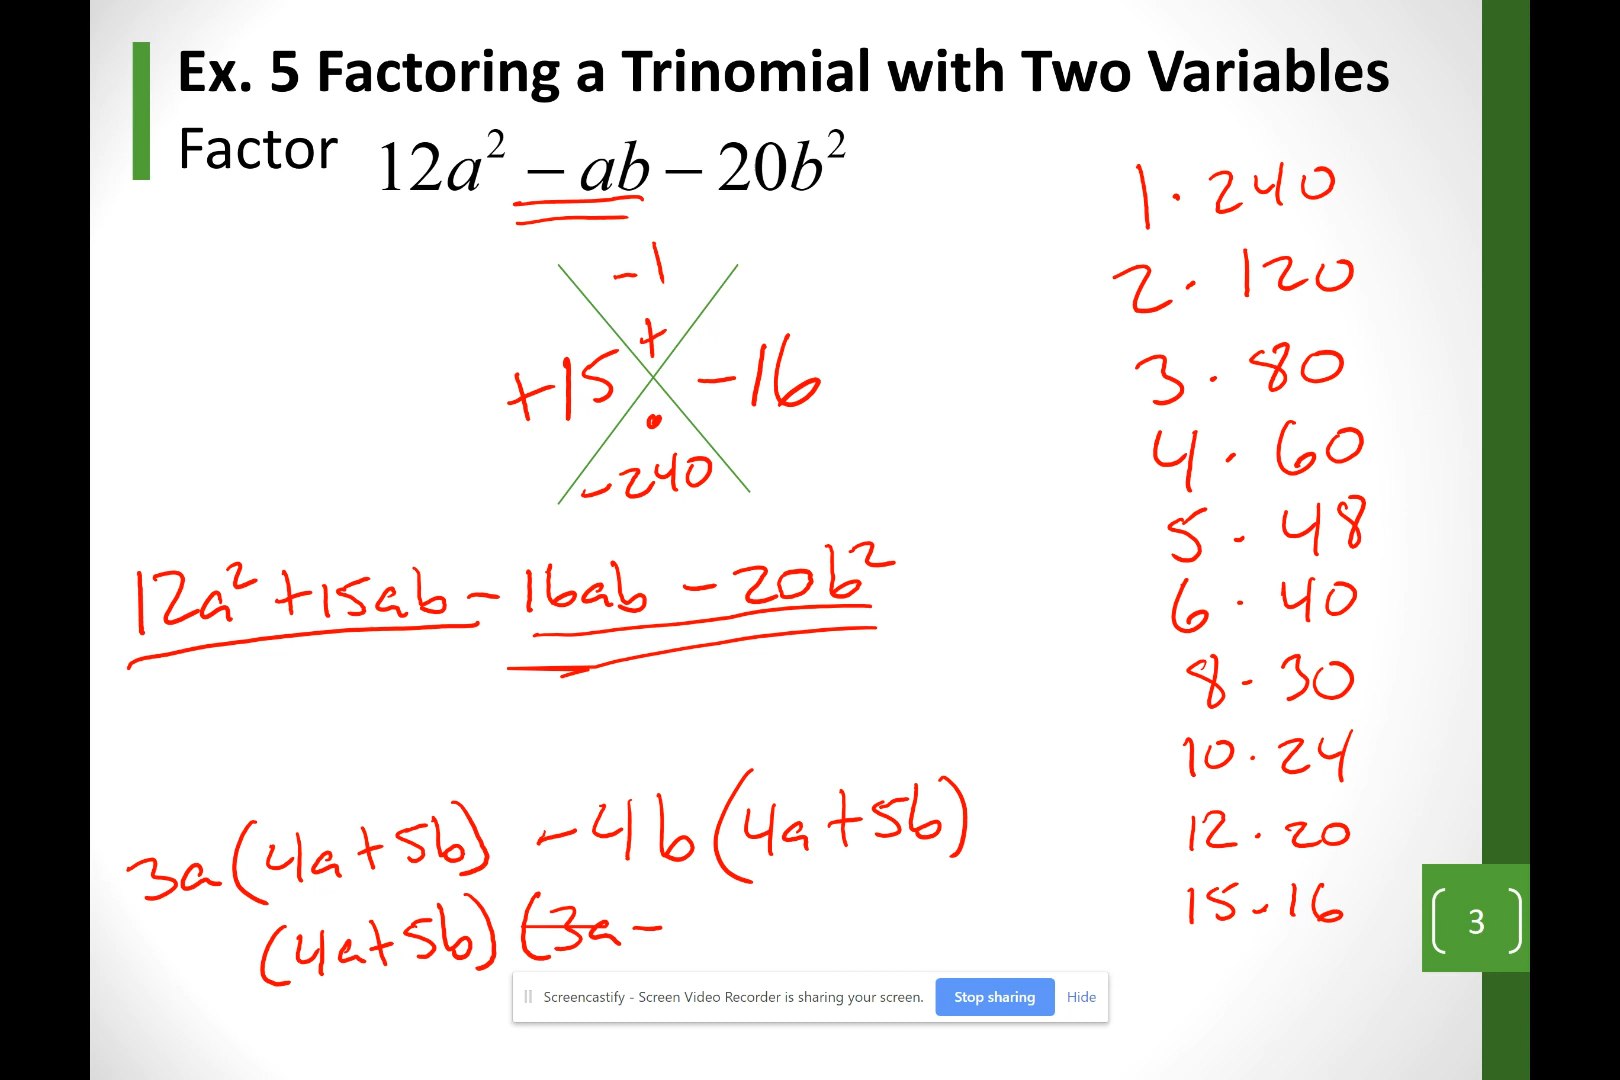 Ex. 5 Factoring a Trinomial with Two Variables
Factor 12a² – ab – 20b²
-1
+
+15 -16
·
-240
12a² +15ab - 16ab - 20b²
3a(4a+5b) -4b(4a+5b)
(4a+5b)(3a-
1 · 240
2 · 120
3 · 80
4 · 60
5 · 48
6 · 40
8 - 30
10 · 24
12 · 20
15 - 16
3
Screencastify - Screen Video Recorder is sharing your screen. Stop sharing Hide